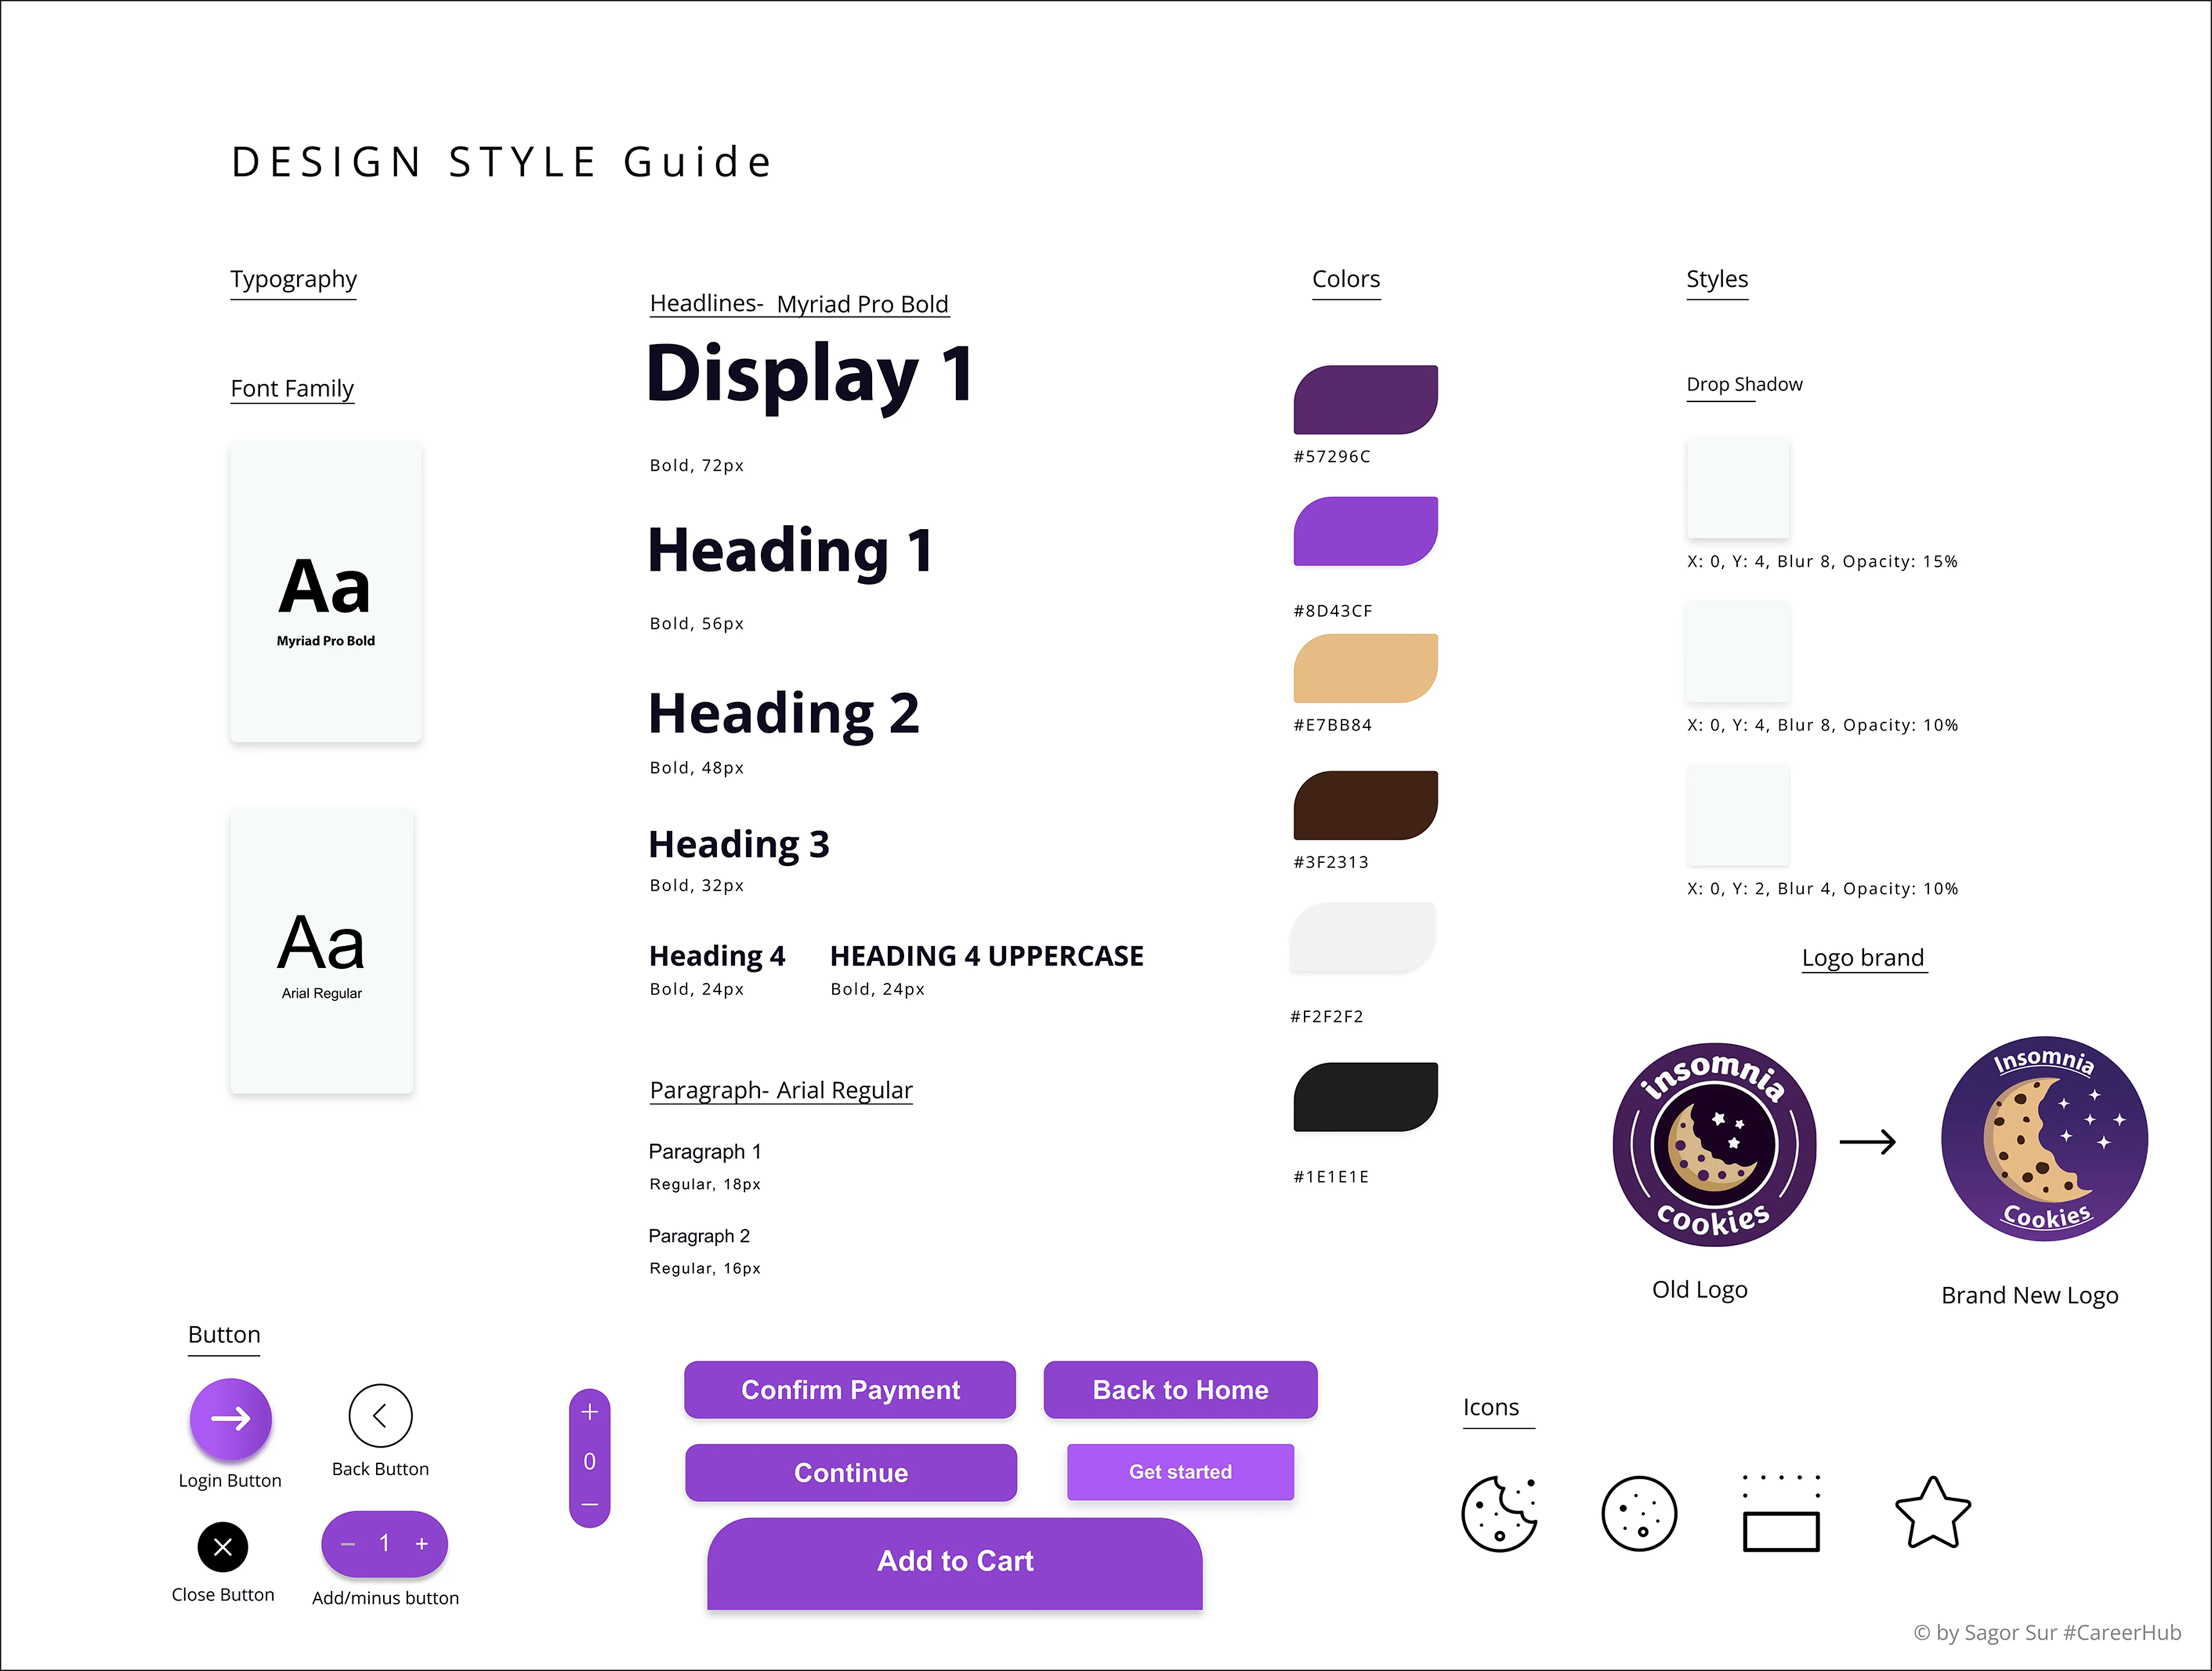 DESIGN STYLE Guide
Typography
Font Family
Aa
Myriad Pro Bold
Aa
Arial Regular
Headlines- Myriad Pro Bold
Display 1
Bold, 72px
Heading 1
Bold, 56px
Heading 2
Bold, 48px
Heading 3
Bold, 32px
Heading 4 HEADING 4 UPPERCASE
Bold, 24px Bold, 24px
Paragraph- Arial Regular
Paragraph 1
Regular, 18px
Paragraph 2
Regular, 16px
Colors
#57296C
#8D43CF
#E7BB84
#3F2313
#F2F2F2
#1E1E1E
Styles
Drop Shadow
X: 0, Y: 4, Blur 8, Opacity: 15%
X: 0, Y: 4, Blur 8, Opacity: 10%
X: 0, Y: 2, Blur 4, Opacity: 10%
Logo brand
insomnia
cookies
Old Logo
Insomnia
Cookies
Brand New Logo
Button
Login Button
Back Button
Close Button
− 1 +
Add/minus button
+
0
−
Confirm Payment
Back to Home
Continue
Get started
Add to Cart
Icons
© by Sagor Sur #CareerHub